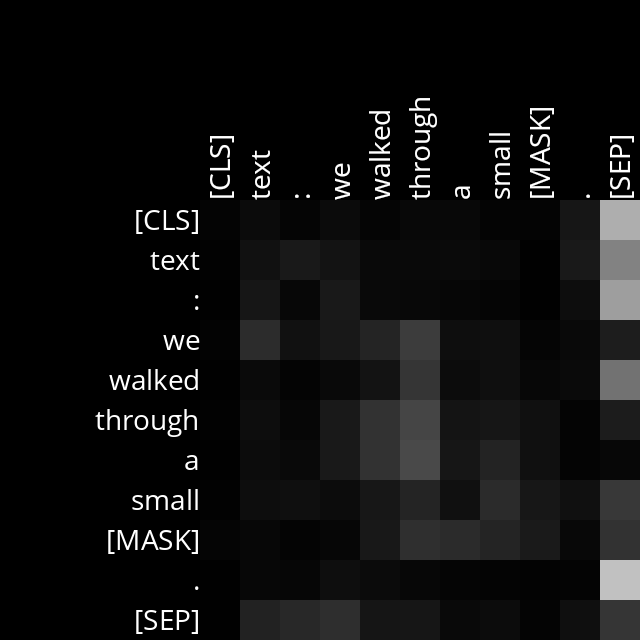 [CLS] text : we walked through a small [MASK] . [SEP]
[CLS]
text
:
we
walked
through
a
small
[MASK]
.
[SEP]